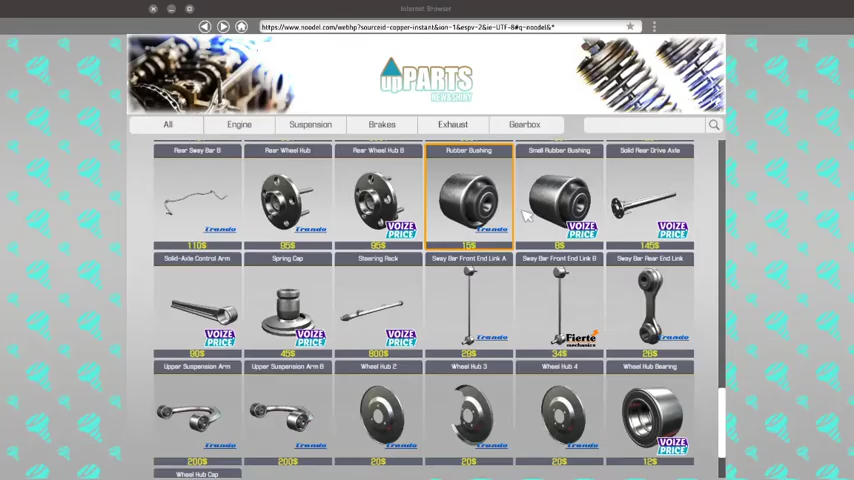 Internet Browser
https://www.noodel.com/webhp?sourceid-copper-instant&ion-1&espv-2&ie-UTF-8#q-noodel&*
upPARTS
NEW&SHINY
All Engine Suspension Brakes Exhaust Gearbox
Rear Sway Bar B Rear Wheel Hub Rear Wheel Hub B Rubber Bushing Small Rubber Bushing Solid Rear Drive Axle
Trando Trando VOIZE PRICE Trando VOIZE PRICE Trando
110$ 95$ 95$ 15$ 8$ 145$
Solid-Axle Control Arm Spring Cap Steering Rack Sway Bar Front End Link A Sway Bar Front End Link B Sway Bar Rear End Link
VOIZE PRICE VOIZE PRICE VOIZE PRICE Trando Fierte mechanics Trando
90$ 45$ 800$ 29$ 34$ 28$
Upper Suspension Arm Upper Suspension Arm B Wheel Hub 2 Wheel Hub 3 Wheel Hub 4 Wheel Hub Bearing
Trando Trando Trando Trando Trando VOIZE PRICE
200$ 200$ 20$ 20$ 20$ 12$
Wheel Hub Cap